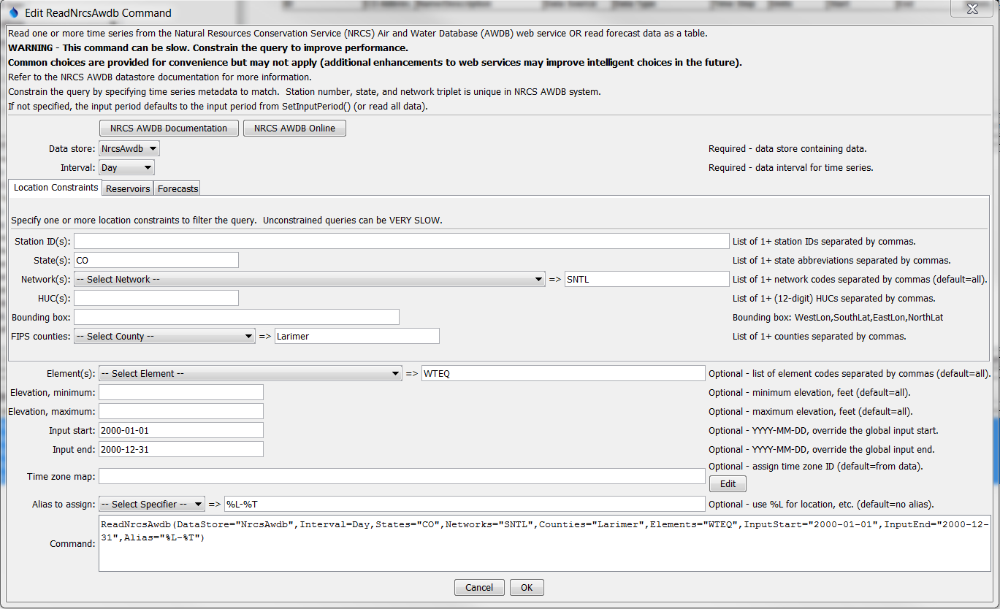 Edit ReadNrcsAwdb Command
Read one or more time series from the Natural Resources Conservation Service (NRCS) Air and Water Database (AWDB) web service OR read forecast data as a table.
WARNING - This command can be slow. Constrain the query to improve performance.
Common choices are provided for convenience but may not apply (additional enhancements to web services may improve intelligent choices in the future).
Refer to the NRCS AWDB datastore documentation for more information.
Constrain the query by specifying time series metadata to match.  Station number, state, and network triplet is unique in NRCS AWDB system.
If not specified, the input period defaults to the input period from SetInputPeriod() (or read all data).
NRCS AWDB Documentation NRCS AWDB Online
Data store: NrcsAwdb Required - data store containing data.
Interval: Day Required - data interval for time series.
Location Constraints Reservoirs Forecasts
Specify one or more location constraints to filter the query.  Unconstrained queries can be VERY SLOW.
Station ID(s): List of 1+ station IDs separated by commas.
State(s): CO List of 1+ state abbreviations separated by commas.
Network(s): -- Select Network -- => SNTL List of 1+ network codes separated by commas (default=all).
HUC(s): List of 1+ (12-digit) HUCs separated by commas.
Bounding box: Bounding box: WestLon,SouthLat,EastLon,NorthLat
FIPS counties: -- Select County -- => Larimer List of 1+ counties separated by commas.
Element(s): -- Select Element -- => WTEQ Optional - list of element codes separated by commas (default=all).
Elevation, minimum: Optional - minimum elevation, feet (default=all).
Elevation, maximum: Optional - maximum elevation, feet (default=all).
Input start: 2000-01-01 Optional - YYYY-MM-DD, override the global input start.
Input end: 2000-12-31 Optional - YYYY-MM-DD, override the global input end.
Time zone map: Optional - assign time zone ID (default=from data).
Edit
Alias to assign: -- Select Specifier -- => %L-%T Optional - use %L for location, etc. (default=no alias).
Command: ReadNrcsAwdb(DataStore="NrcsAwdb",Interval=Day,States="CO",Networks="SNTL",Counties="Larimer",Elements="WTEQ",InputStart="2000-01-01",InputEnd="2000-12-
31",Alias="%L-%T")
Cancel OK